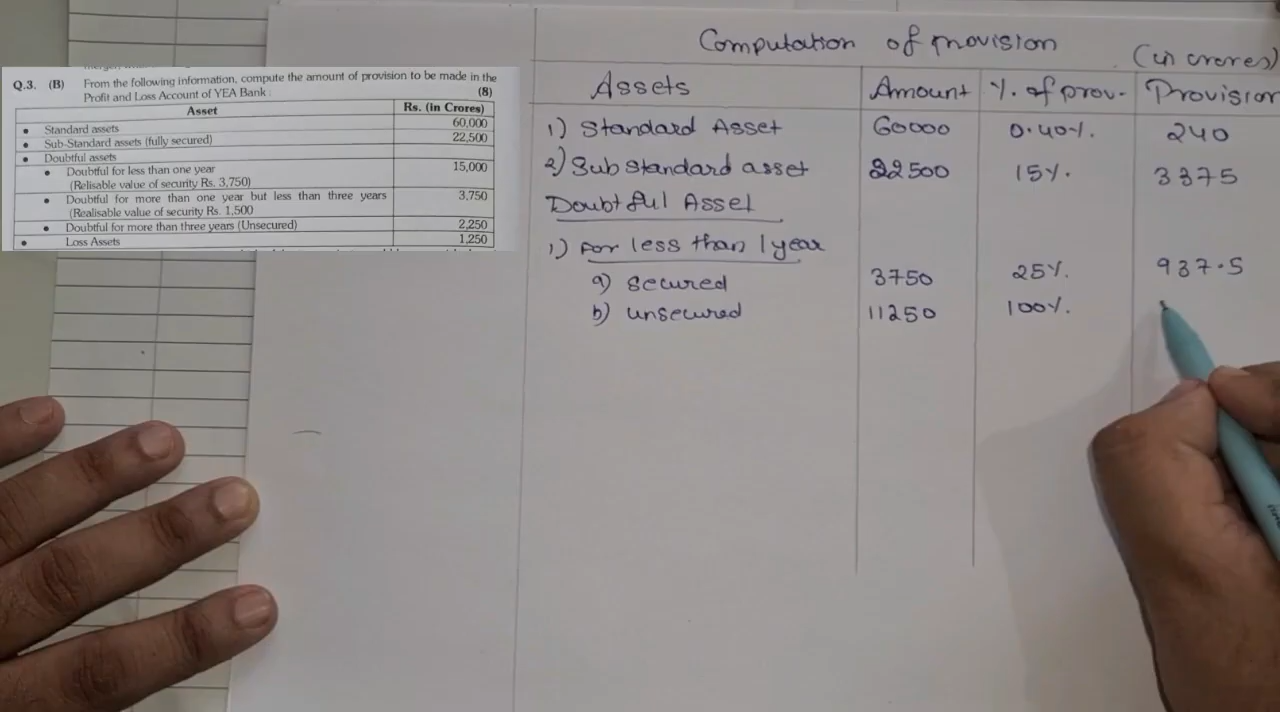 Q.3. (B) From the following information, compute the amount of provision to be made in the
Profit and Loss Account of YEA Bank : (8)
Asset Rs. (in Crores)
• Standard assets 60,000
• Sub-Standard assets (fully secured) 22,500
• Doubtful assets
• Doubtful for less than one year 15,000
(Relisable value of security Rs. 3,750)
• Doubtful for more than one year but less than three years 3,750
(Realisable value of security Rs. 1,500
• Doubtful for more than three years (Unsecured) 2,250
• Loss Assets 1,250
Computation of provision
(in crores)
Assets Amount %. of prov. Provision
1) Standard Asset 60000 0.40%. 240
2) Sub Standard asset 22500 15%. 3375
Doubtful Asset
1) For less than 1 year
a) Secured 3750 25%. 937.5
b) unsecured 11250 100%.